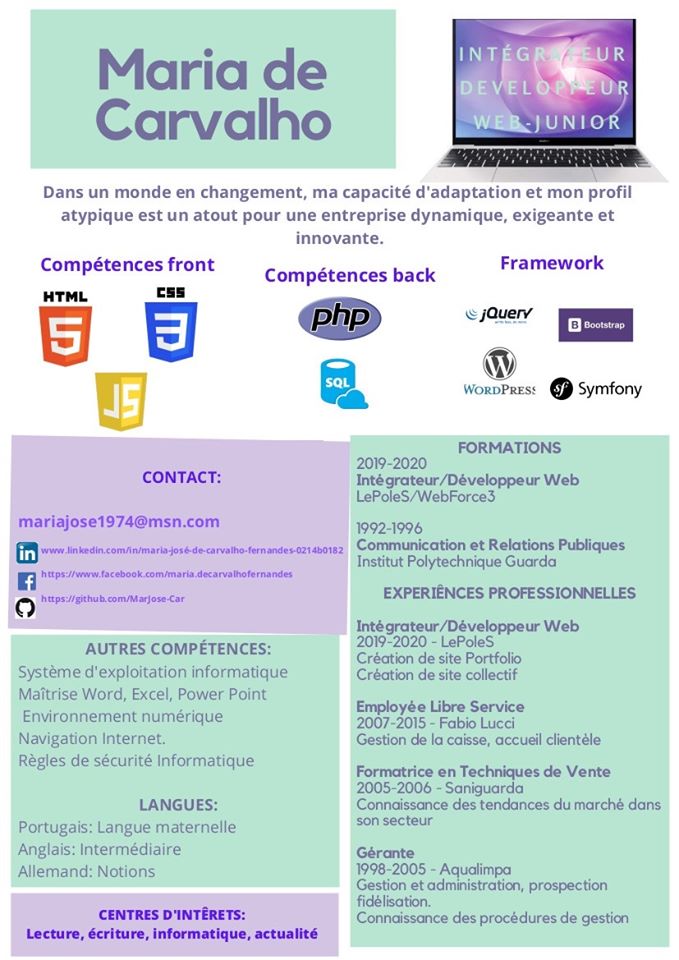 Maria de
Carvalho
INTÉGRATEUR
DEVELOPPEUR
WEB-JUNIOR
Dans un monde en changement, ma capacité d'adaptation et mon profil
atypique est un atout pour une entreprise dynamique, exigeante et
innovante.
Compétences front
HTML
5
CSS
3
JS
Compétences back
php
SQL
Framework
jQuery
write less, do more.
B Bootstrap
WORDPRESS
sf Symfony
CONTACT:
mariajose1974@msn.com
in www.linkedin.com/in/maria-josé-de-carvalho-fernandes-0214b0182
f https://www.facebook.com/maria.decarvalhofernandes
https://github.com/MarJose-Car
AUTRES COMPÉTENCES:
Système d'exploitation informatique
Maîtrise Word, Excel, Power Point
Environnement numérique
Navigation Internet.
Règles de sécurité Informatique
LANGUES:
Portugais: Langue maternelle
Anglais: Intermédiaire
Allemand: Notions
CENTRES D'INTÊRETS:
Lecture, écriture, informatique, actualité
FORMATIONS
2019-2020
Intégrateur/Développeur Web
LePoleS/WebForce3
1992-1996
Communication et Relations Publiques
Institut Polytechnique Guarda
EXPERIÊNCES PROFESSIONNELLES
Intégrateur/Développeur Web
2019-2020 - LePoleS
Création de site Portfolio
Création de site collectif
Employée Libre Service
2007-2015 - Fabio Lucci
Gestion de la caisse, accueil clientèle
Formatrice en Techniques de Vente
2005-2006 - Saniguarda
Connaissance des tendances du marché dans
son secteur
Gérante
1998-2005 - Aqualimpa
Gestion et administration, prospection
fidélisation.
Connaissance des procédures de gestion